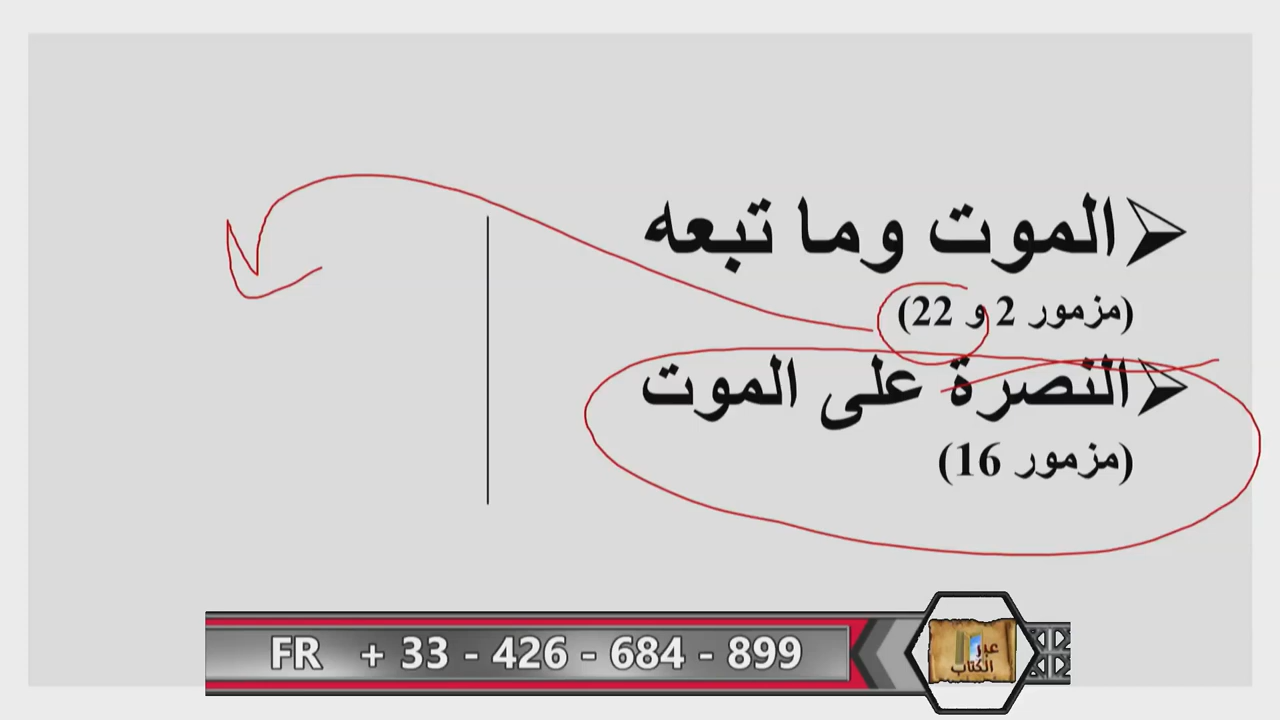 الموت وما تبعه
(مزمور 2 و 22)
النصرة على الموت
(مزمور 16)
FR + 33 - 426 - 684 - 899
عبر
الكتاب